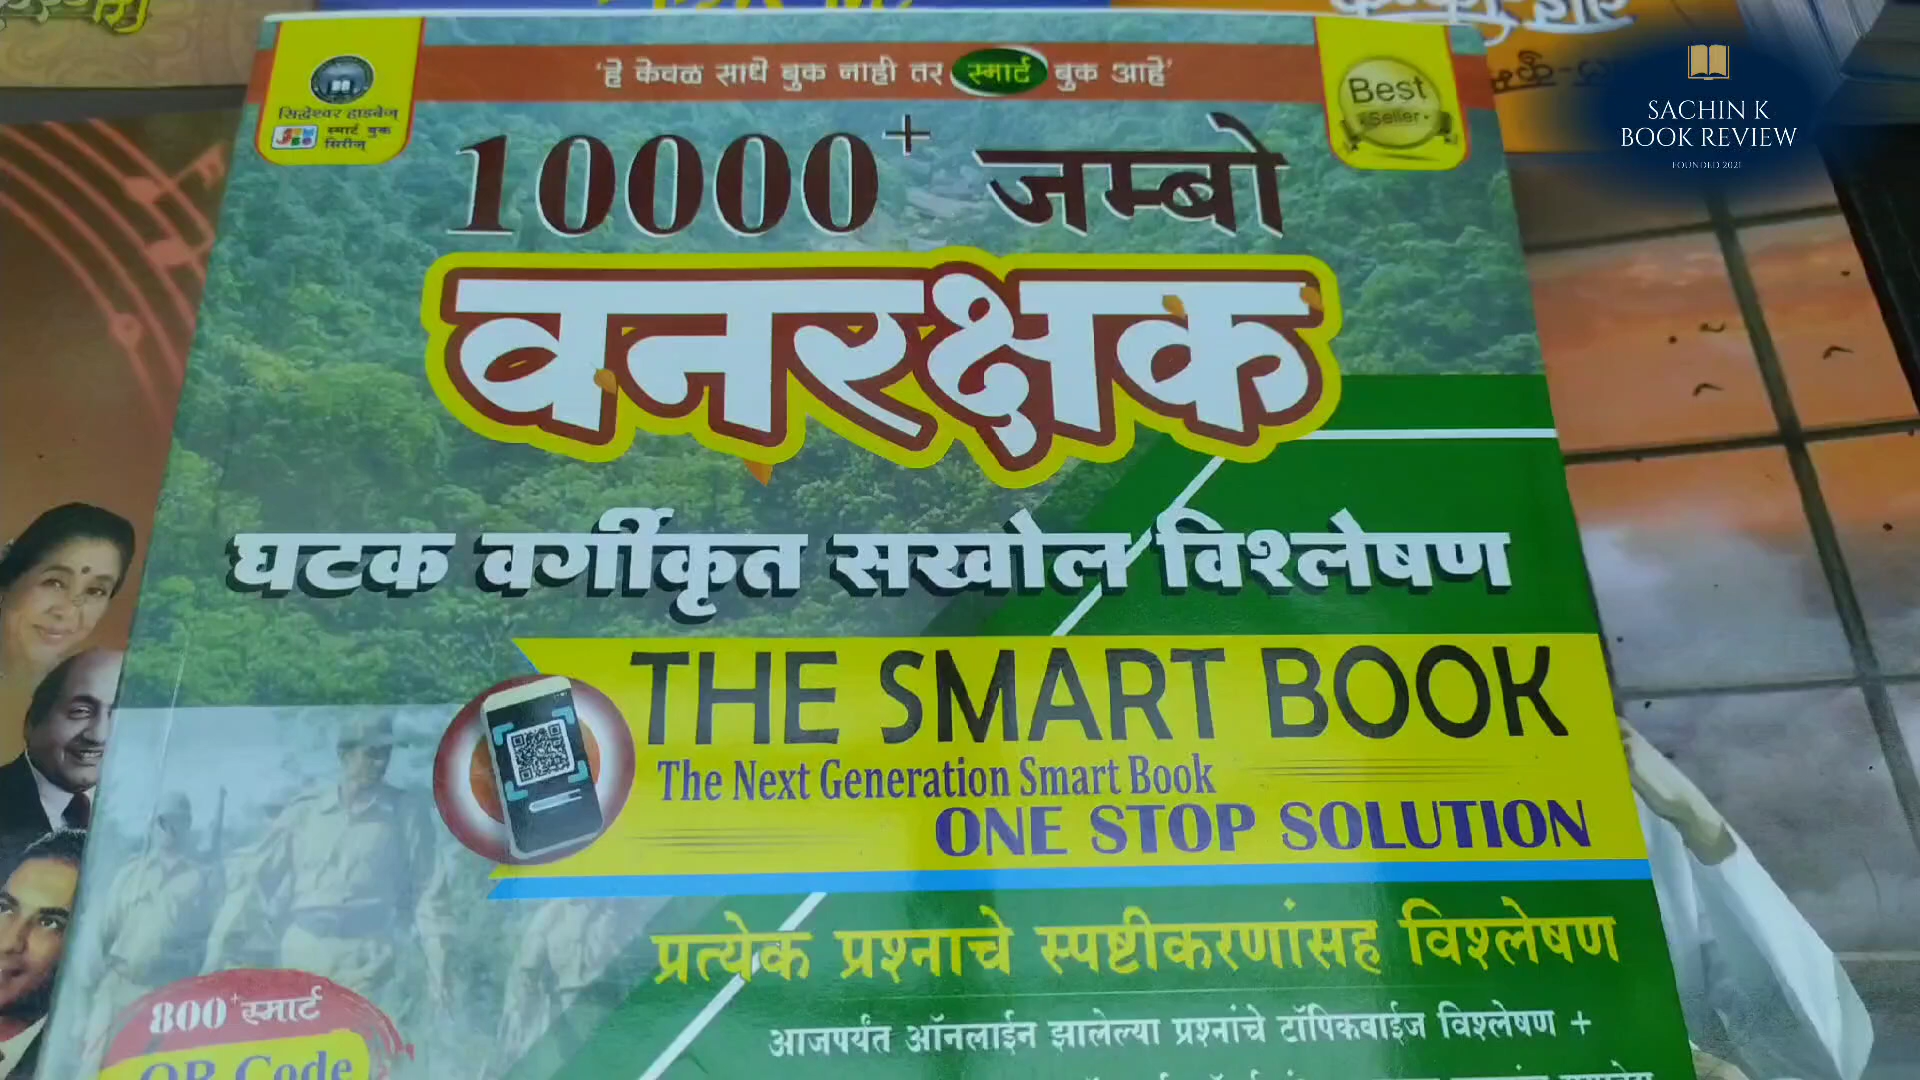 'हे केवळ साधे बुक नाही तर स्मार्ट बुक आहे'
सिद्धेश्वर हाडबेज्
स्मार्ट बुक
सिरीज्
Best
Seller
SACHIN K
BOOK REVIEW
FOUNDED 2021
10000+ जम्बो
वनरक्षक
घटक वर्गीकृत सखोल विश्लेषण
THE SMART BOOK
The Next Generation Smart Book
ONE STOP SOLUTION
प्रत्येक प्रश्नाचे स्पष्टीकरणांसह विश्लेषण
800+ स्मार्ट
QR Code
आजपर्यंत ऑनलाईन झालेल्या प्रश्नांचे टॉपिकवाईज विश्लेषण +